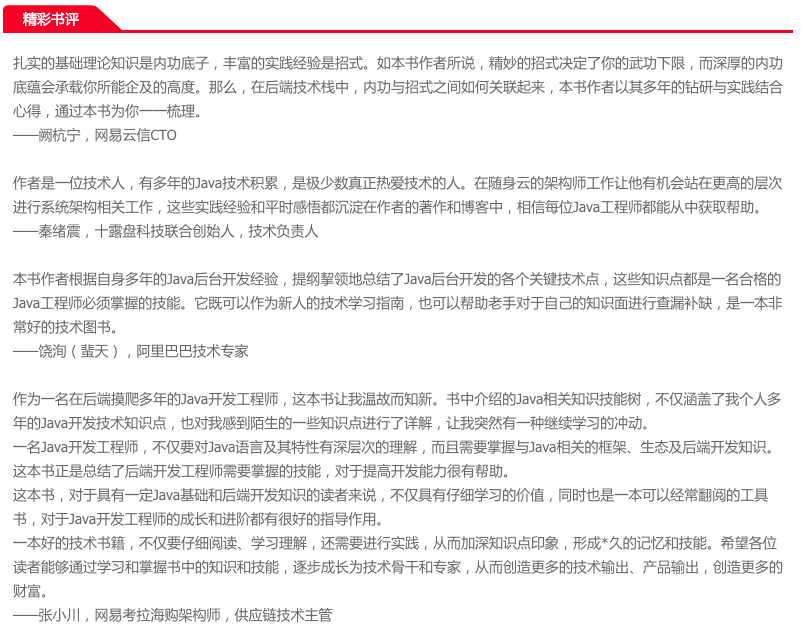 精彩书评
扎实的基础理论知识是内功底子，丰富的实践经验是招式。如本书作者所说，精妙的招式决定了你的武功下限，而深厚的内功
底蕴会承载你所能企及的高度。那么，在后端技术栈中，内功与招式之间如何关联起来，本书作者以其多年的钻研与实践结合
心得，通过本书为你一一梳理。
——阙杭宁，网易云信CTO
作者是一位技术人，有多年的Java技术积累，是极少数真正热爱技术的人。在随身云的架构师工作让他有机会站在更高的层次
进行系统架构相关工作，这些实践经验和平时感悟都沉淀在作者的著作和博客中，相信每位Java工程师都能从中获取帮助。
——秦绪震，十露盘科技联合创始人，技术负责人
本书作者根据自身多年的Java后台开发经验，提纲挈领地总结了Java后台开发的各个关键技术点，这些知识点都是一名合格的
Java工程师必须掌握的技能。它既可以作为新人的技术学习指南，也可以帮助老手对于自己的知识面进行查漏补缺，是一本非
常好的技术图书。
——饶洵（蜚天），阿里巴巴技术专家
作为一名在后端摸爬多年的Java开发工程师，这本书让我温故而知新。书中介绍的Java相关知识技能树，不仅涵盖了我个人多
年的Java开发技术知识点，也对我感到陌生的一些知识点进行了详解，让我突然有一种继续学习的冲动。
一名Java开发工程师，不仅要对Java语言及其特性有深层次的理解，而且需要掌握与Java相关的框架、生态及后端开发知识。
这本书正是总结了后端开发工程师需要掌握的技能，对于提高开发能力很有帮助。
这本书，对于具有一定Java基础和后端开发知识的读者来说，不仅具有仔细学习的价值，同时也是一本可以经常翻阅的工具
书，对于Java开发工程师的成长和进阶都有很好的指导作用。
一本好的技术书籍，不仅要仔细阅读、学习理解，还需要进行实践，从而加深知识点印象，形成*久的记忆和技能。希望各位
读者能够通过学习和掌握书中的知识和技能，逐步成长为技术骨干和专家，从而创造更多的技术输出、产品输出，创造更多的
财富。
——张小川，网易考拉海购架构师，供应链技术主管